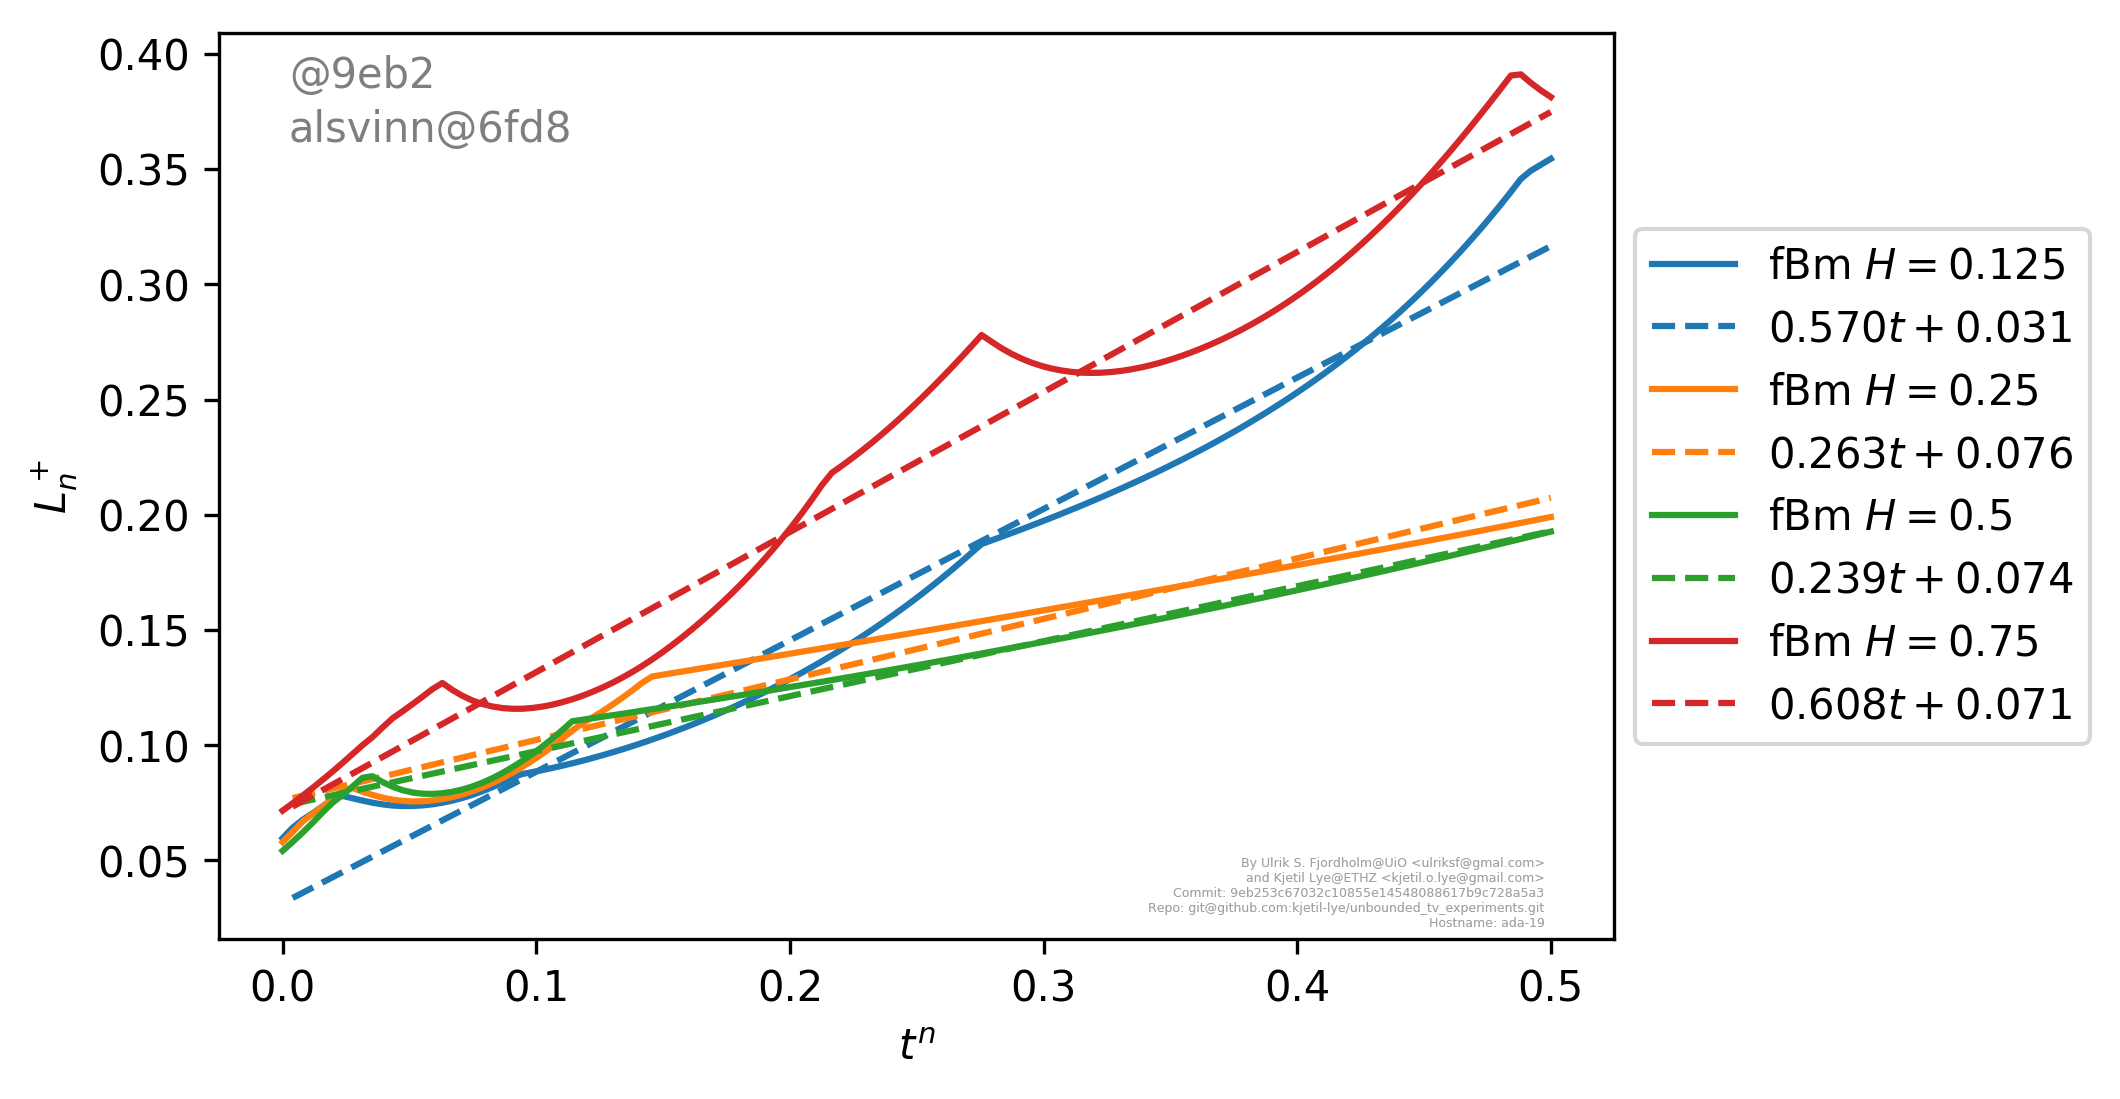 @9eb2
alsvinn@6fd8
0.40
0.35
0.30
0.25
0.20
0.15
0.10
0.05
L_n^+
0.0 0.1 0.2 0.3 0.4 0.5
t^n
fBm H = 0.125
0.570t + 0.031
fBm H = 0.25
0.263t + 0.076
fBm H = 0.5
0.239t + 0.074
fBm H = 0.75
0.608t + 0.071
By Ulrik S. Fjordholm@UiO <ulriksf@gmal.com>
and Kjetil Lye@ETHZ <kjetil.o.lye@gmail.com>
Commit: 9eb253c67032c10855e14548088617b9c728a5a3
Repo: git@github.com:kjetil-lye/unbounded_tv_experiments.git
Hostname: ada-19